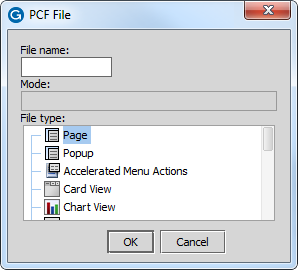 PCF File
File name:
Mode:
File type:
Page
Popup
Accelerated Menu Actions
Card View
Chart View
OK Cancel